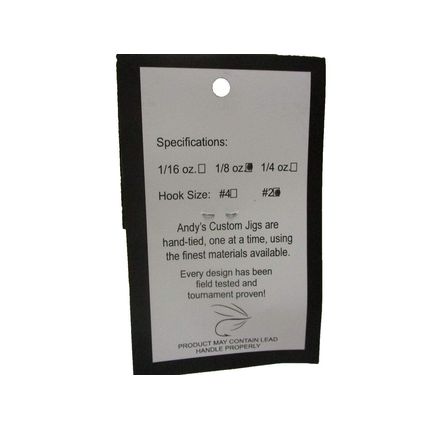 Specifications:
1/16 oz.☐ 1/8 oz.☒ 1/4 oz.☐
Hook Size: #4☐ #2☒
Andy's Custom Jigs are
hand-tied, one at a time, using
the finest materials available.
Every design has been
field tested and
tournament proven!
PRODUCT MAY CONTAIN LEAD
HANDLE PROPERLY